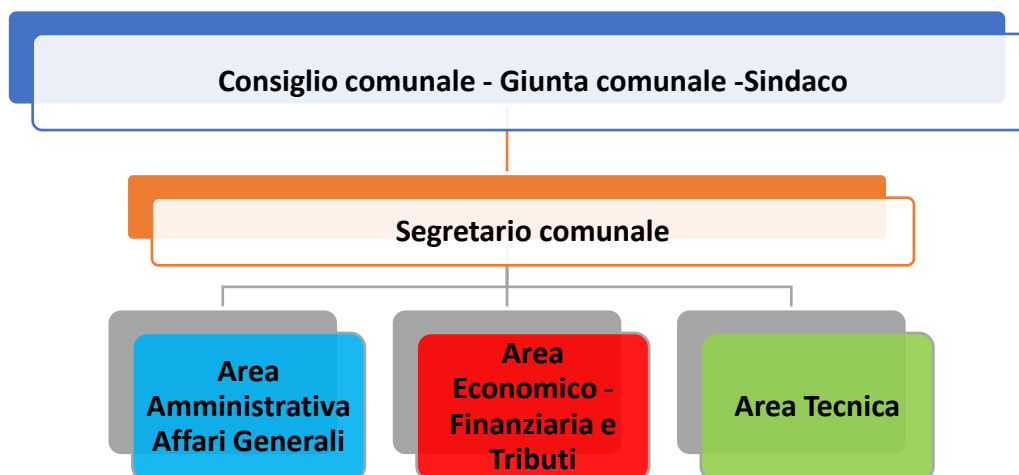 Consiglio comunale - Giunta comunale -Sindaco
Segretario comunale
Area
Amministrativa
Affari Generali
Area
Economico -
Finanziaria e
Tributi
Area Tecnica